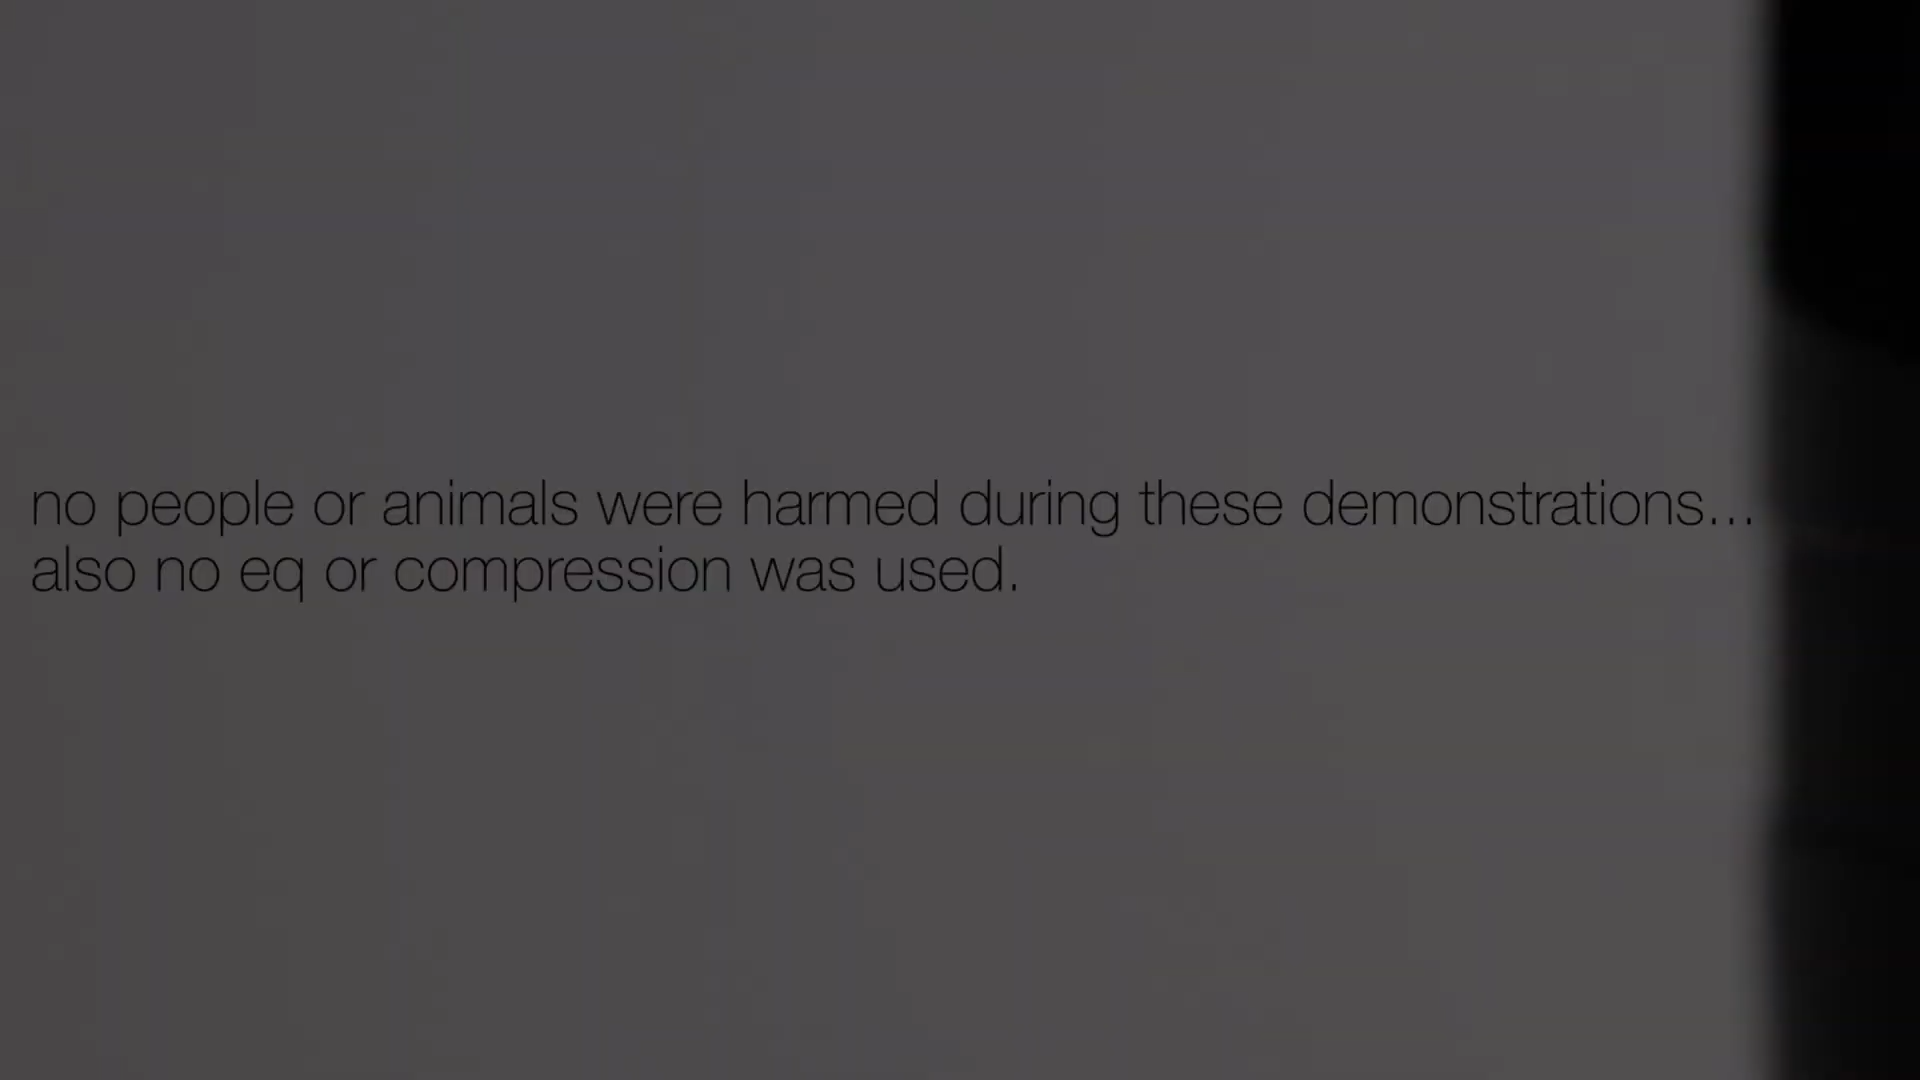 no people or animals were harmed during these demonstrations...
also no eq or compression was used.